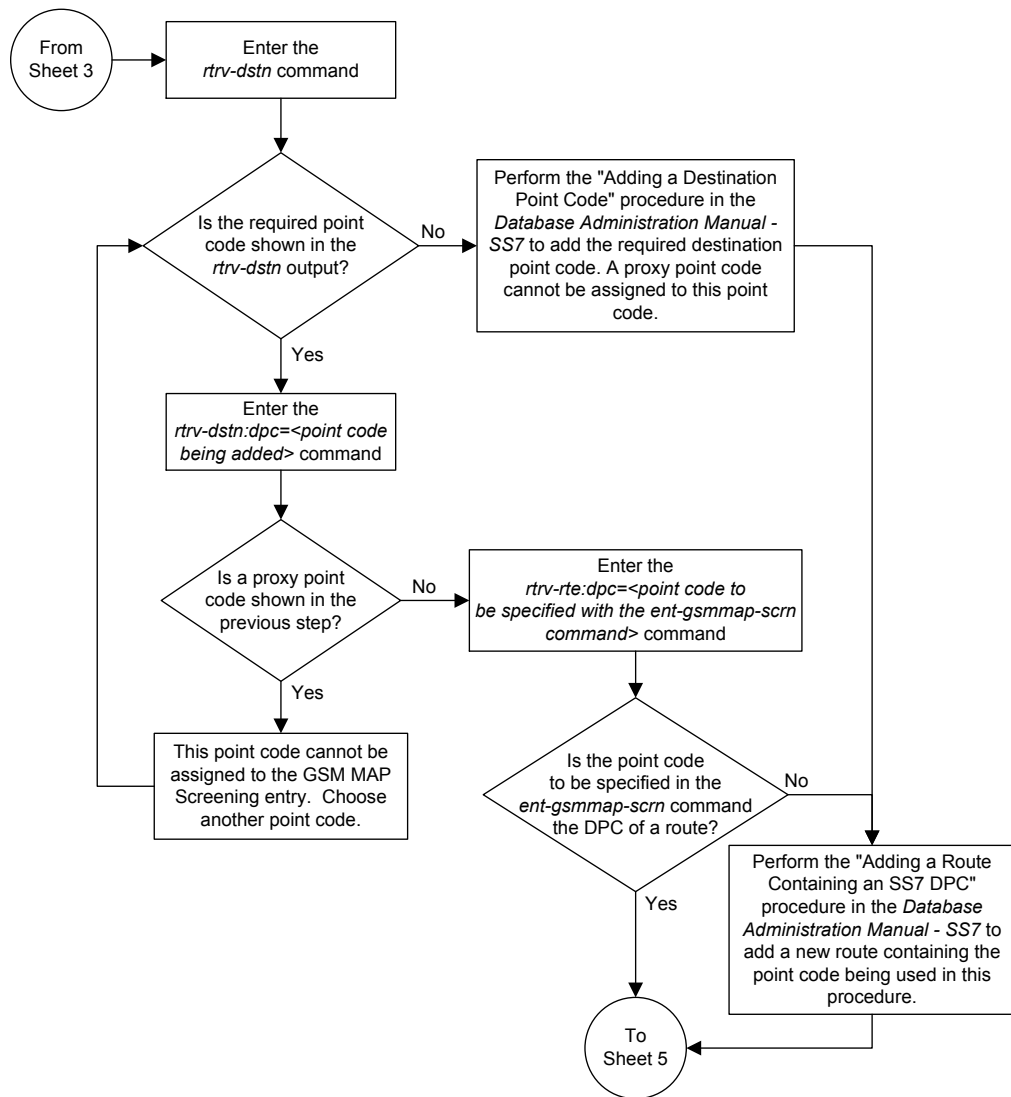 From
Sheet 3
Enter the
rtrv-dstn command
Is the required point
code shown in the
rtrv-dstn output?
No
Perform the "Adding a Destination
Point Code" procedure in the
Database Administration Manual -
SS7 to add the required destination
point code. A proxy point code
cannot be assigned to this point
code.
Yes
Enter the
rtrv-dstn:dpc=<point code
being added> command
Is a proxy point
code shown in the
previous step?
No
Enter the
rtrv-rte:dpc=<point code to
be specified with the ent-gsmmap-scrn
command> command
Yes
This point code cannot be
assigned to the GSM MAP
Screening entry. Choose
another point code.
Is the point code
to be specified in the
ent-gsmmap-scrn command
the DPC of a route?
No
Yes
Perform the "Adding a Route
Containing an SS7 DPC"
procedure in the Database
Administration Manual - SS7 to
add a new route containing the
point code being used in this
procedure.
To
Sheet 5